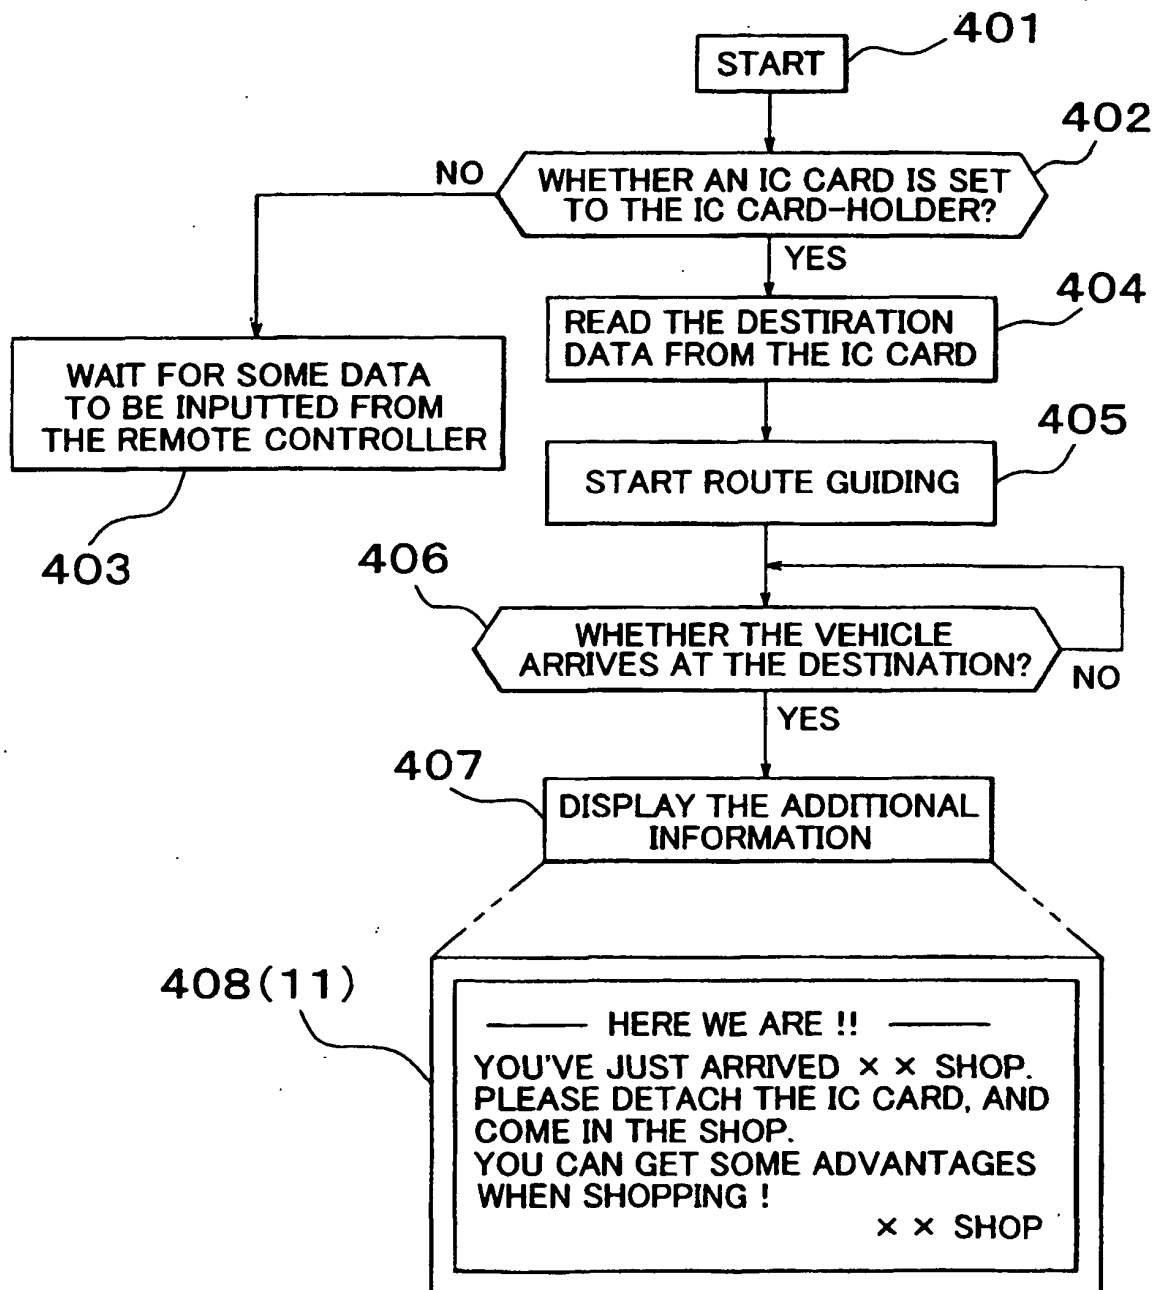 401
START
402
NO
WHETHER AN IC CARD IS SET
TO THE IC CARD-HOLDER?
YES
404
READ THE DESTIRATION
DATA FROM THE IC CARD
WAIT FOR SOME DATA
TO BE INPUTTED FROM
THE REMOTE CONTROLLER
403
405
START ROUTE GUIDING
406
WHETHER THE VEHICLE
ARRIVES AT THE DESTINATION?
NO
YES
407
DISPLAY THE ADDITIONAL
INFORMATION
408(11)
HERE WE ARE !!
YOU'VE JUST ARRIVED × × SHOP.
PLEASE DETACH THE IC CARD, AND
COME IN THE SHOP.
YOU CAN GET SOME ADVANTAGES
WHEN SHOPPING !
× × SHOP